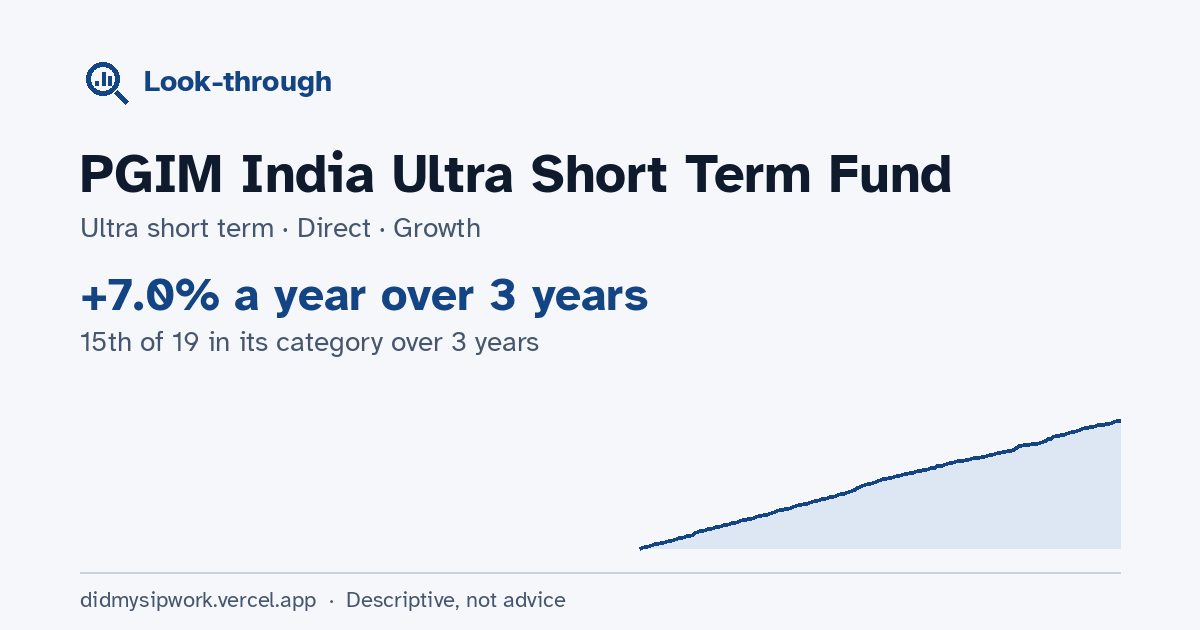 Look-through
PGIM India Ultra Short Term Fund
Ultra short term · Direct · Growth
+7.0% a year over 3 years
15th of 19 in its category over 3 years
didmysipwork.vercel.app · Descriptive, not advice